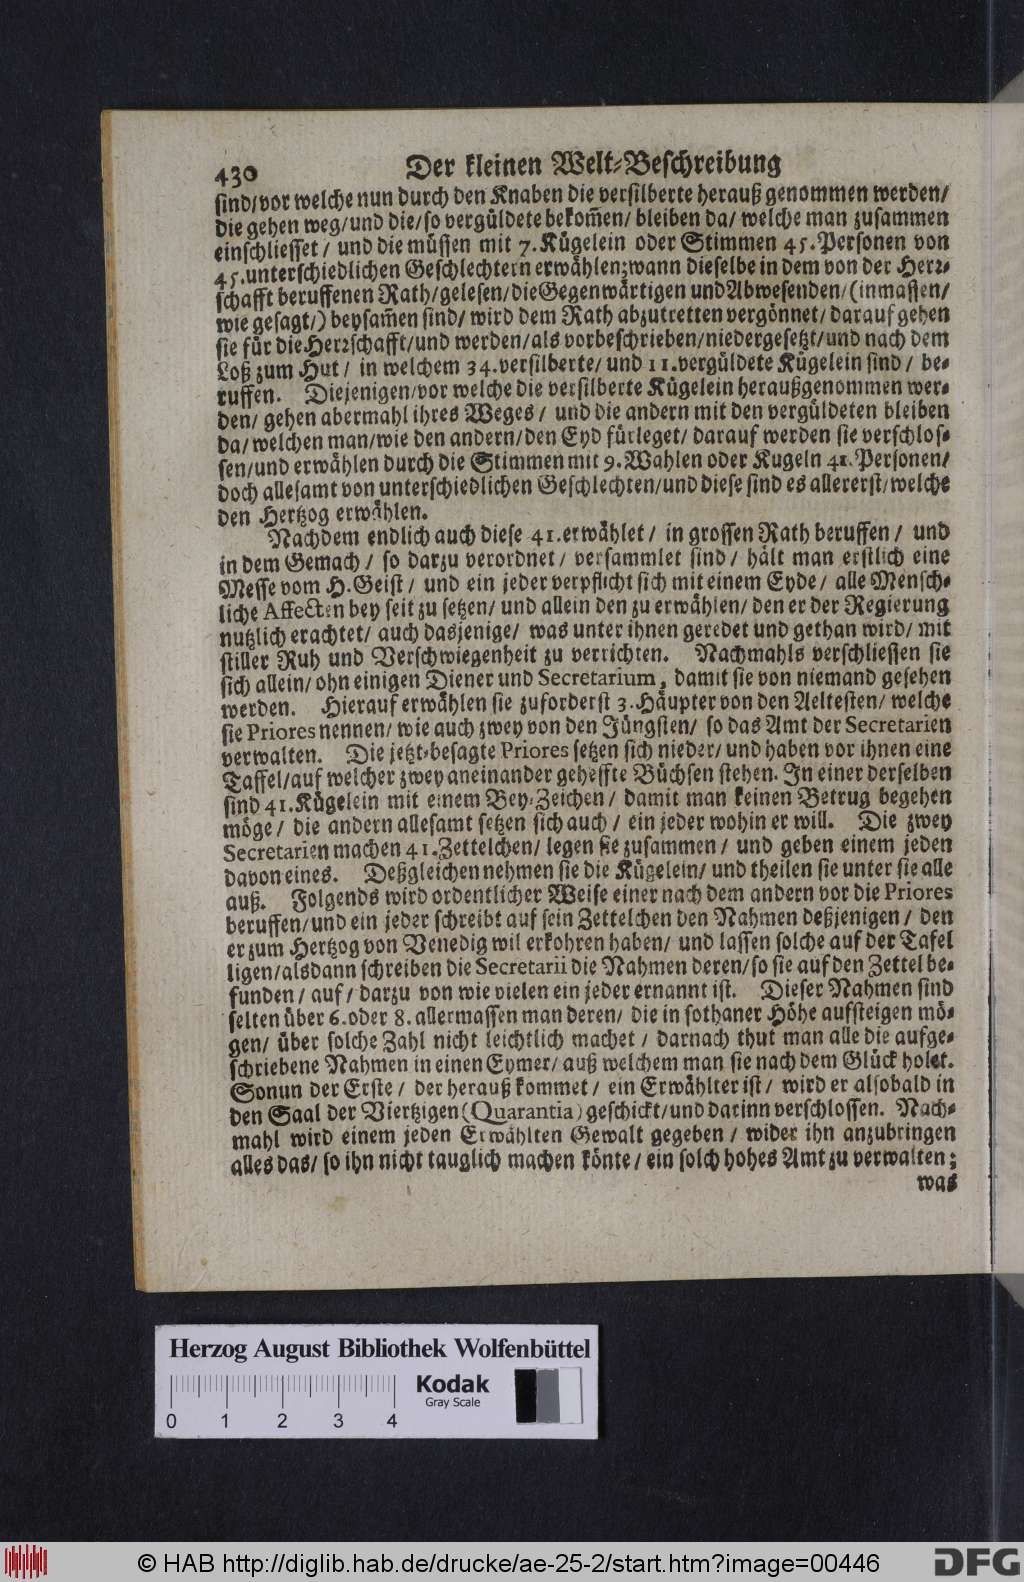 430 Der kleinen Welt-Beschreibung
sind/vor welche nun durch den Knaben die versilberte herauß genommen werden/
die gehen weg/und die/so vergüldete bekom̃en/ bleiben da/ welche man zusammen
einschliesset/ und die müssen mit 7. Kügelein oder Stimmen 45. Personen von
45. unterschiedlichen Geschlechtern erwählen; wann dieselbe in dem von der Herꝛ-
schafft beruffenen Rath/gelesen/die Gegenwärtigen und Abwesenden/(inmassen/
wie gesagt/) beysam̃en sind/ wird dem Rath abzutretten vergönnet/ darauf gehen
sie für die Herꝛschafft/und werden/als vorbeschrieben/niedergesetzt/und nach dem
Loß zum Hut/ in welchem 34. versilberte/ und 11. vergüldete Kügelein sind/ be-
ruffen. Diejenigen/vor welche die versilberte Kügelein heraußgenommen wer-
den/ gehen abermahl ihres Weges/ und die andern mit den vergüldeten bleiben
da/ welchen man/wie den andern/den Eyd fürleget/ darauf werden sie verschlos-
sen/und erwählen durch die Stimmen mit 9. Wahlen oder Kugeln 41. Personen/
doch allesamt von unterschiedlichen Geschlechten/und diese sind es allererst/welche
den Hertzog erwählen.
Nachdem endlich auch diese 41. erwählet/ in grossen Rath beruffen/ und
in dem Gemach/ so darzu verordnet/ versammlet sind/ hält man erstlich eine
Messe vom H. Geist/ und ein jeder verpflicht sich mit einem Eyde/ alle Mensch-
liche Affecten bey seit zu setzen/ und allein den zu erwählen/ den er der Regierung
nutzlich erachtet/ auch dasjenige/ was unter ihnen geredet und gethan wird/ mit
stiller Ruh und Verschwiegenheit zu verrichten. Nachmahls verschliessen sie
sich allein/ ohn einigen Diener und Secretarium, damit sie von niemand gesehen
werden. Hierauf erwählen sie zuforderst 3. Häupter von den Aeltesten/ welche
sie Priores nennen/ wie auch zwey von den Jüngsten/ so das Amt der Secretarien
verwalten. Die jetzt-besagte Priores setzen sich nieder/ und haben vor ihnen eine
Taffel/auf welcher zwey aneinander geheffte Büchsen stehen. In einer derselben
sind 41. Kügelein mit einem Bey-Zeichen/ damit man keinen Betrug begehen
möge/ die andern allesamt setzen sich auch/ ein jeder wohin er will. Die zwey
Secretarien machen 41. Zettelchen/ legen sie zusammen/ und geben einem jeden
davon eines. Deßgleichen nehmen sie die Kügelein/ und theilen sie unter sie alle
auß. Folgends wird ordentlicher Weise einer nach dem andern vor die Priores
beruffen/und ein jeder schreibt auf sein Zettelchen den Nahmen deßjenigen/ den
er zum Hertzog von Venedig wil erkohren haben/ und lassen solche auf der Tafel
ligen/alsdann schreiben die Secretarii die Nahmen deren/so sie auf den Zettel be-
funden/ auf/ darzu von wie vielen ein jeder ernannt ist. Dieser Nahmen sind
selten über 6. oder 8. allermassen man deren/ die in sothaner Höhe aufsteigen mö-
gen/ über solche Zahl nicht leichtlich machet/ darnach thut man alle die aufge-
schriebene Nahmen in einen Eymer/ auß welchem man sie nach dem Glück holet.
So nun der Erste/ der herauß kommet/ ein Erwählter ist/ wird er alsobald in
den Saal der Viertzigen (Quarantia) geschickt/und darinn verschlossen. Nach-
mahl wird einem jeden Erwählten Gewalt gegeben/ wider ihn anzubringen
alles das/ so ihn nicht tauglich machen könte/ ein solch hohes Amt zu verwalten;
was
Herzog August Bibliothek Wolfenbüttel
Kodak
Gray Scale
0 1 2 3 4
© HAB http://diglib.hab.de/drucke/ae-25-2/start.htm?image=00446
DFG